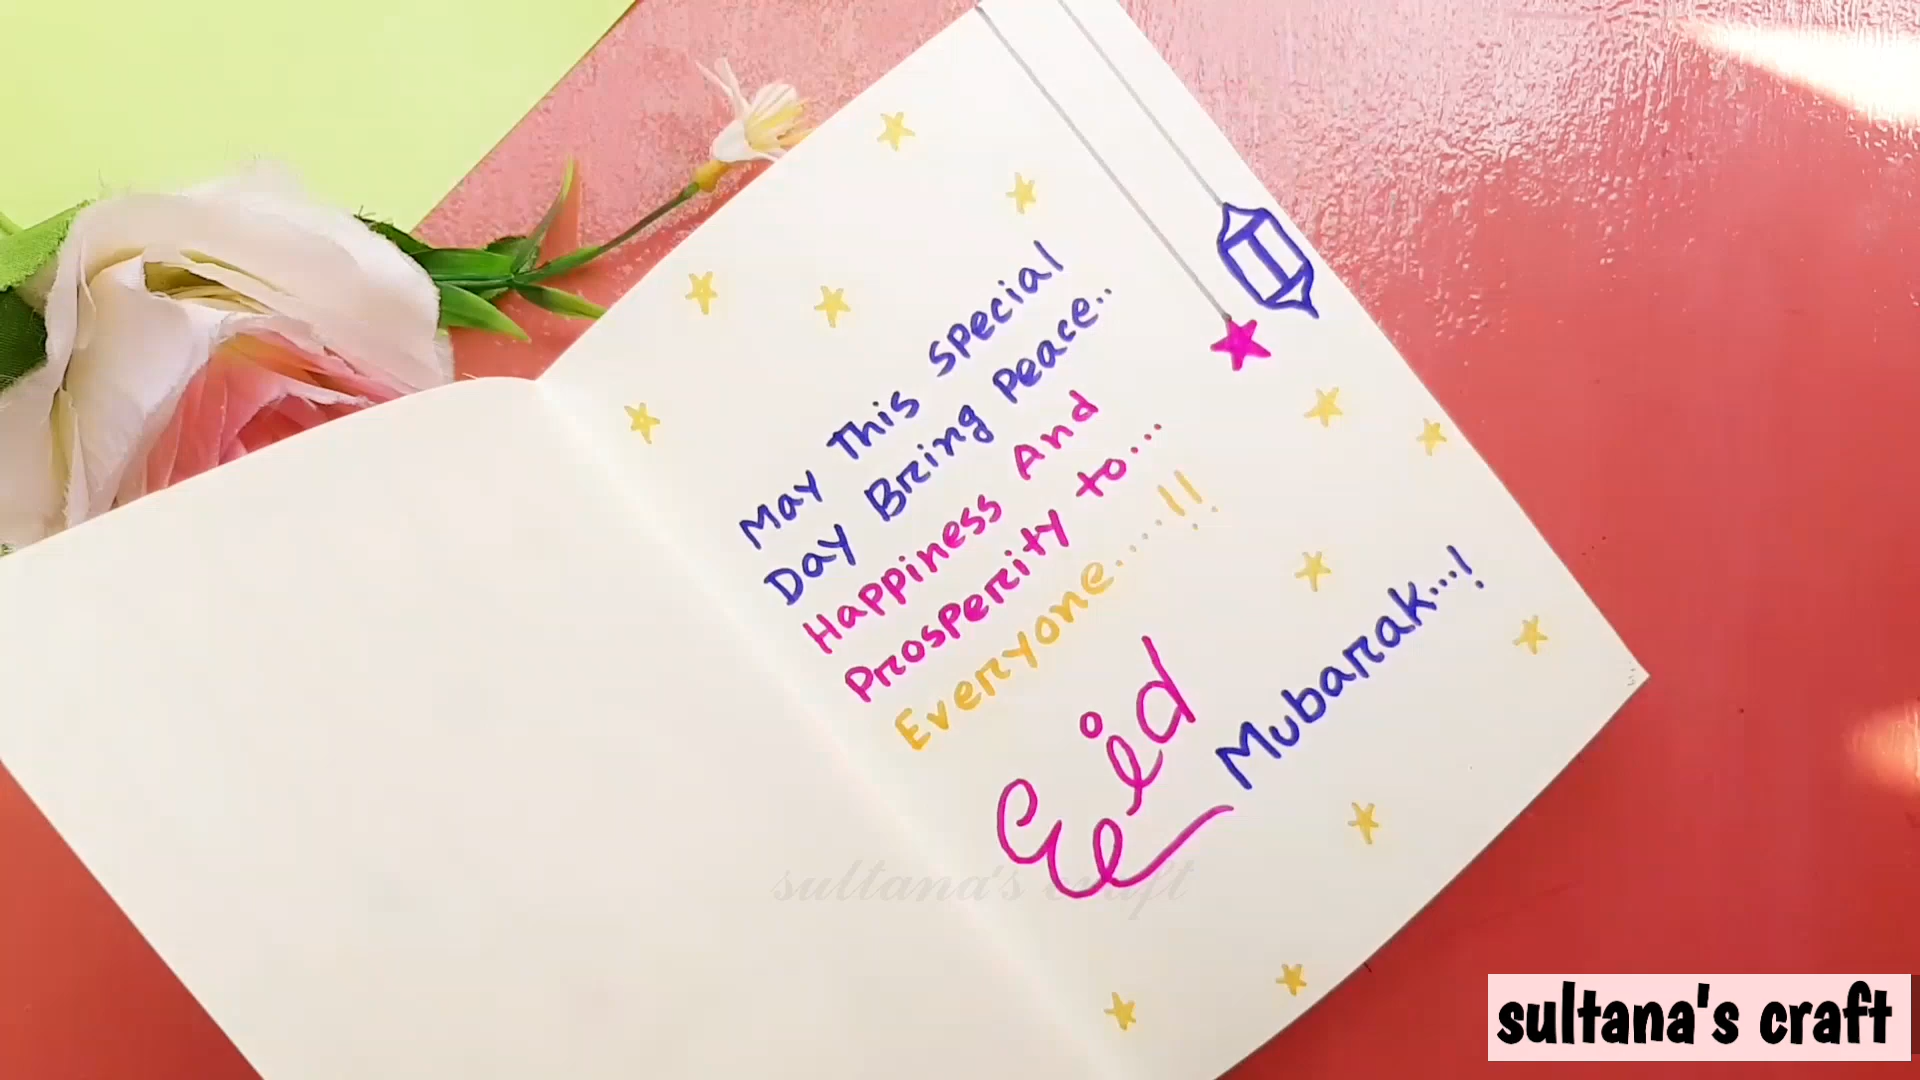 May This special
Day Bring peace..
Happiness And
Prosperity to...
Everyone....!!
Eid
Mubarak...!
sultana's craft
sultana's craft